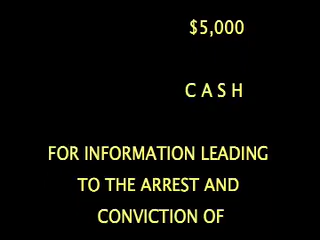 $5,000
C A S H
FOR INFORMATION LEADING
TO THE ARREST AND
CONVICTION OF